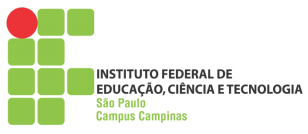 INSTITUTO FEDERAL DE
EDUCAÇÃO, CIÊNCIA E TECNOLOGIA
São Paulo
Campus Campinas